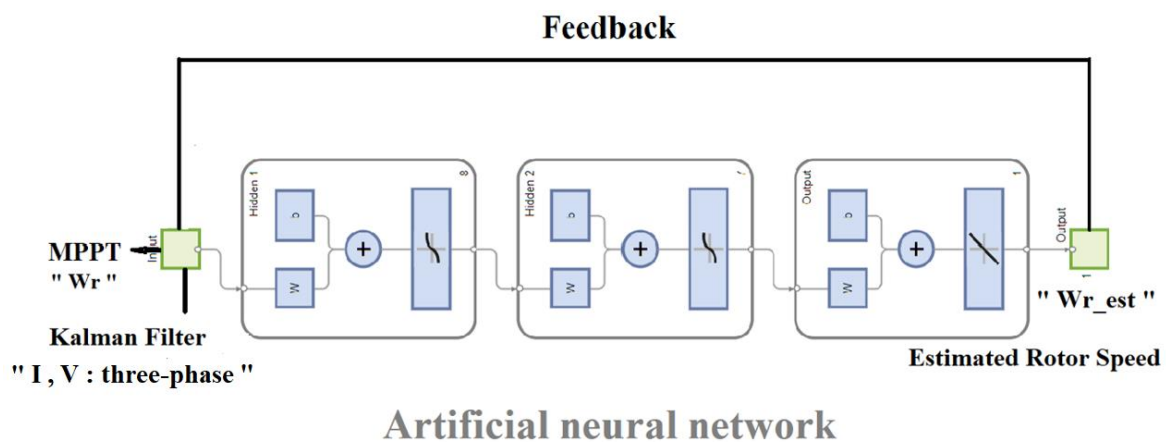 Feedback
Hidden 1
8
b
W
+
Hidden 2
b
W
+
Output
1
b
W
+
Output
1
Input
MPPT
" Wr "
Kalman Filter
" I , V : three-phase "
" Wr_est "
Estimated Rotor Speed
Artificial neural network